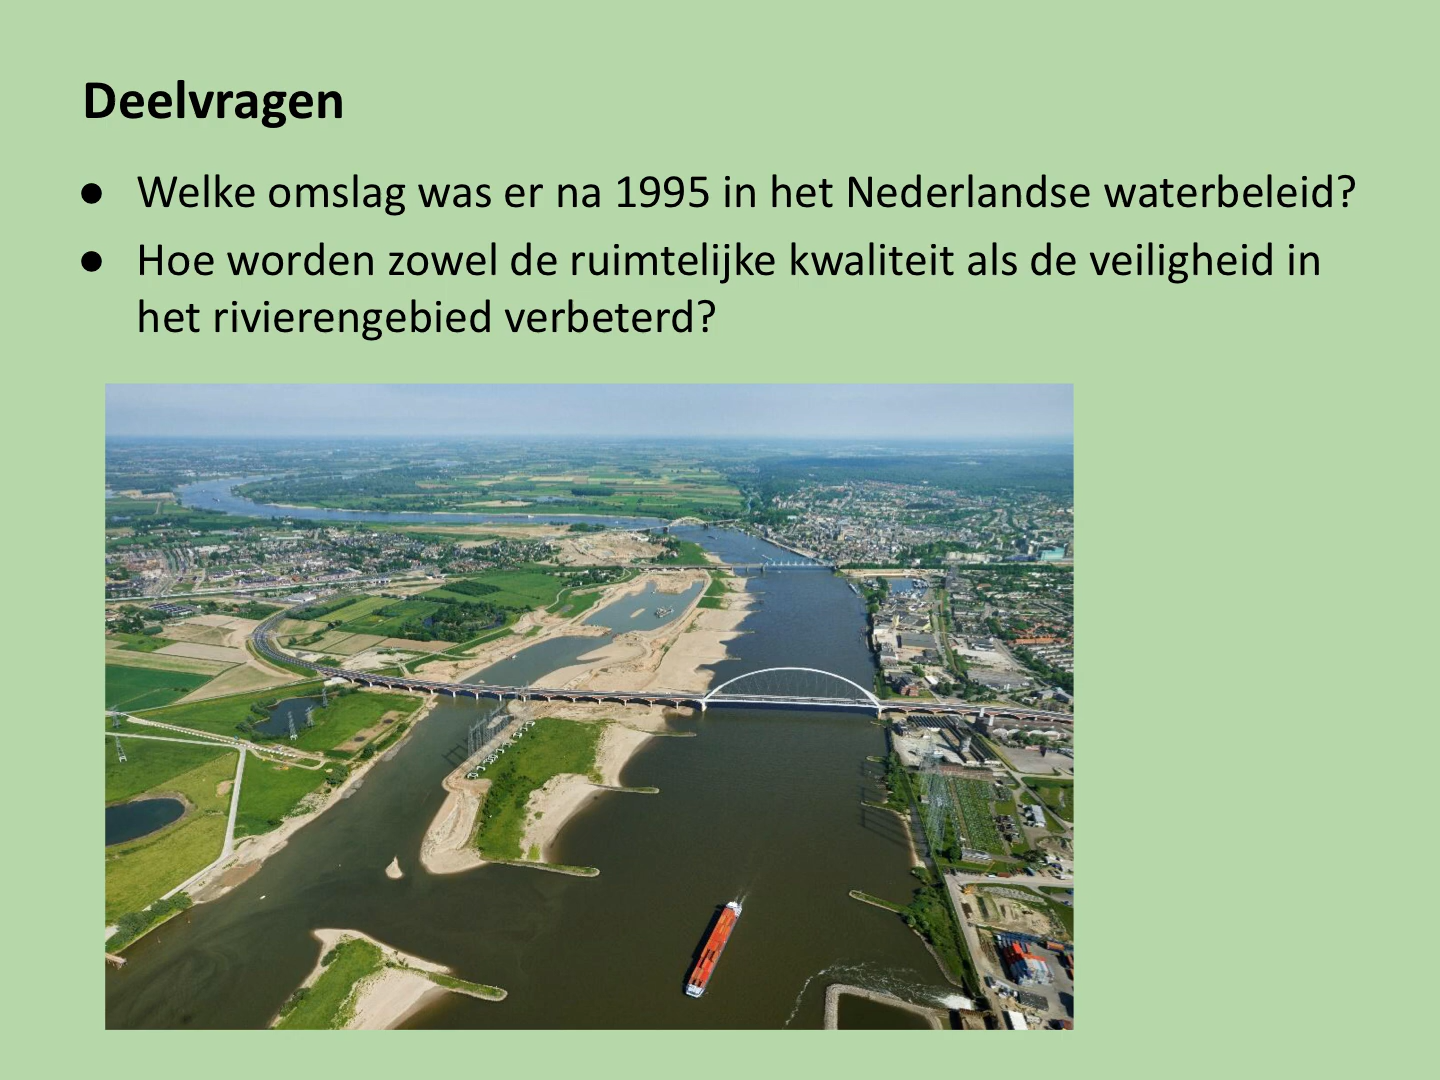 Deelvragen
● Welke omslag was er na 1995 in het Nederlandse waterbeleid?
● Hoe worden zowel de ruimtelijke kwaliteit als de veiligheid in
het rivierengebied verbeterd?